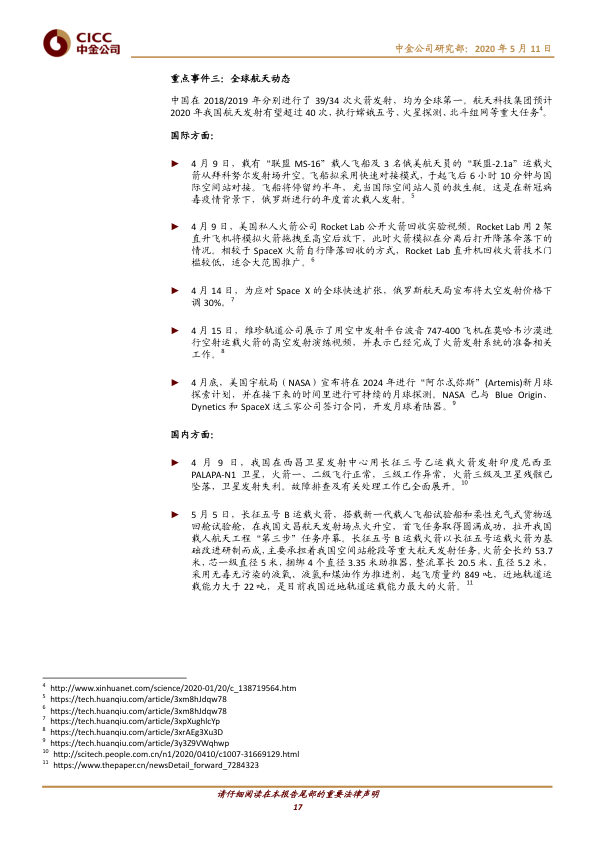 CICC
中金公司
中金公司研究部：2020 年 5 月 11 日
重点事件三：全球航天动态
中国在 2018/2019 年分别进行了 39/34 次火箭发射，均为全球第一。航天科技集团预计
2020 年我国航天发射有望超过 40 次，执行嫦娥五号、火星探测、北斗组网等重大任务4。
国际方面：
► 4 月 9 日，载有“联盟 MS-16”载人飞船及 3 名俄美航天员的“联盟-2.1a”运载火
箭从拜科努尔发射场升空。飞船拟采用快速对接模式，于起飞后 6 小时 10 分钟与国
际空间站对接。飞船将停留约半年，充当国际空间站人员的救生艇。这是在新冠病
毒疫情背景下，俄罗斯进行的年度首次载人发射。5
► 4 月 9 日，美国私人火箭公司 Rocket Lab 公开火箭回收实验视频。Rocket Lab 用 2 架
直升飞机将模拟火箭拖拽至高空后放下，此时火箭模拟在分离后打开降落伞落下的
情况。相较于 SpaceX 火箭自行降落回收的方式，Rocket Lab 直升机回收火箭技术门
槛较低，适合大范围推广。6
► 4 月 14 日，为应对 Space X 的全球快速扩张，俄罗斯航天局宣布将太空发射价格下
调 30%。7
► 4 月 15 日，维珍轨道公司展示了用空中发射平台波音 747-400 飞机在莫哈韦沙漠进
行空射运载火箭的高空发射演练视频，并表示已经完成了火箭发射系统的准备相关
工作。8
► 4 月底，美国宇航局（NASA）宣布将在 2024 年进行“阿尔忒弥斯”(Artemis)新月球
探索计划，并在接下来的时间里进行可持续的月球探测。NASA 已与 Blue Origin、
Dynetics 和 SpaceX 这三家公司签订合同，开发月球着陆器。9
国内方面：
► 4 月 9 日，我国在西昌卫星发射中心用长征三号乙运载火箭发射印度尼西亚
PALAPA-N1 卫星，火箭一、二级飞行正常，三级工作异常，火箭三级及卫星残骸已
坠落，卫星发射失利。故障排查及有关处理工作已全面展开。10
► 5 月 5 日，长征五号 B 运载火箭，搭载新一代载人飞船试验船和柔性充气式货物返
回舱试验舱，在我国文昌航天发射场点火升空，首飞任务取得圆满成功，拉开我国
载人航天工程“第三步”任务序幕。长征五号 B 运载火箭以长征五号运载火箭为基
础改进研制而成，主要承担着我国空间站舱段等重大航天发射任务。火箭全长约 53.7
米，芯一级直径 5 米，捆绑 4 个直径 3.35 米助推器，整流罩长 20.5 米、直径 5.2 米，
采用无毒无污染的液氧、液氢和煤油作为推进剂，起飞质量约 849 吨，近地轨道运
载能力大于 22 吨，是目前我国近地轨道运载能力最大的火箭。11
4 http://www.xinhuanet.com/science/2020-01/20/c_138719564.htm
5 https://tech.huanqiu.com/article/3xm8hJdqw78
6 https://tech.huanqiu.com/article/3xm8hJdqw78
7 https://tech.huanqiu.com/article/3xpXughlcYp
8 https://tech.huanqiu.com/article/3xrAEg3Xu3D
9 https://tech.huanqiu.com/article/3y3Z9VWqhwp
10 http://scitech.people.com.cn/n1/2020/0410/c1007-31669129.html
11 https://www.thepaper.cn/newsDetail_forward_7284323
请仔细阅读在本报告尾部的重要法律声明
17